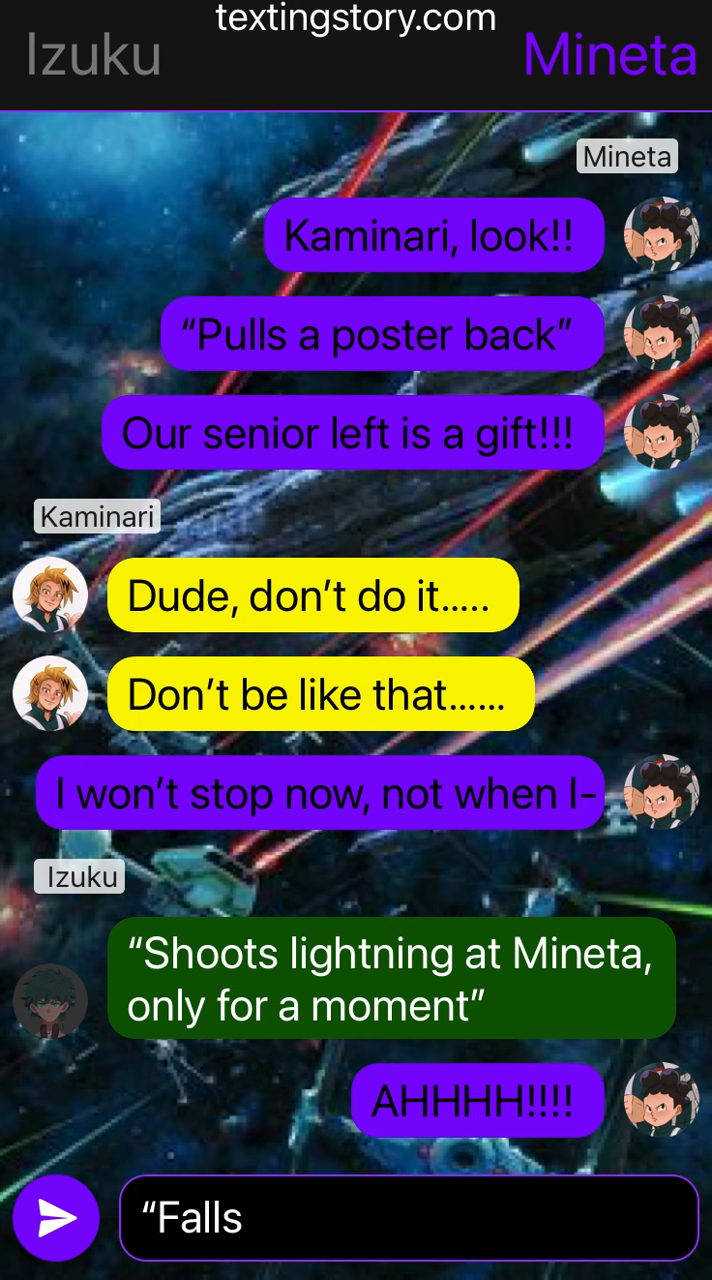 textingstory.com
Izuku Mineta
Mineta
Kaminari, look!!
“Pulls a poster back”
Our senior left is a gift!!!
Kaminari
Dude, don’t do it.....
Don’t be like that......
I won’t stop now, not when I-
Izuku
“Shoots lightning at Mineta,
only for a moment”
AHHHH!!!!
“Falls